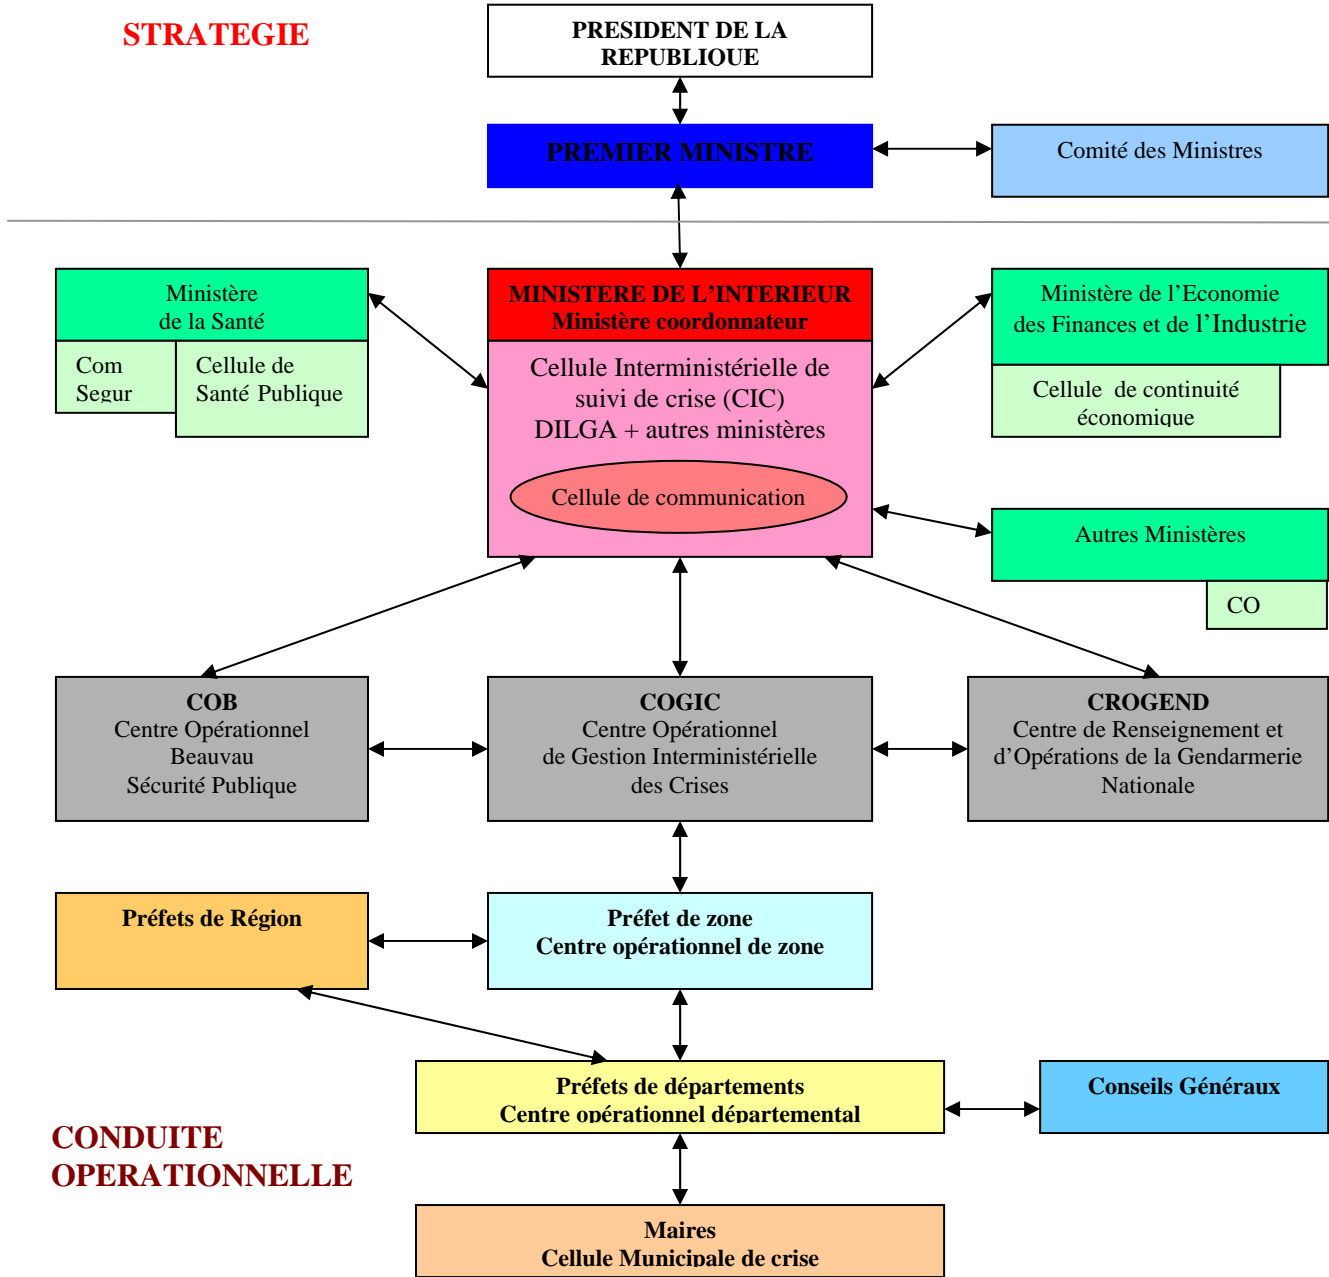 STRATEGIE
PRESIDENT DE LA
REPUBLIQUE
PREMIER MINISTRE
Comité des Ministres
Ministère
de la Santé
Com
Segur
Cellule de
Santé Publique
MINISTERE DE L’INTERIEUR
Ministère coordonnateur
Cellule Interministérielle de
suivi de crise (CIC)
DILGA + autres ministères
Cellule de communication
Ministère de l’Economie
des Finances et de l’Industrie
Cellule de continuité
économique
Autres Ministères
CO
COB
Centre Opérationnel
Beauvau
Sécurité Publique
COGIC
Centre Opérationnel
de Gestion Interministérielle
des Crises
CROGEND
Centre de Renseignement et
d’Opérations de la Gendarmerie
Nationale
Préfets de Région
Préfet de zone
Centre opérationnel de zone
Préfets de départements
Centre opérationnel départemental
Conseils Généraux
CONDUITE
OPERATIONNELLE
Maires
Cellule Municipale de crise